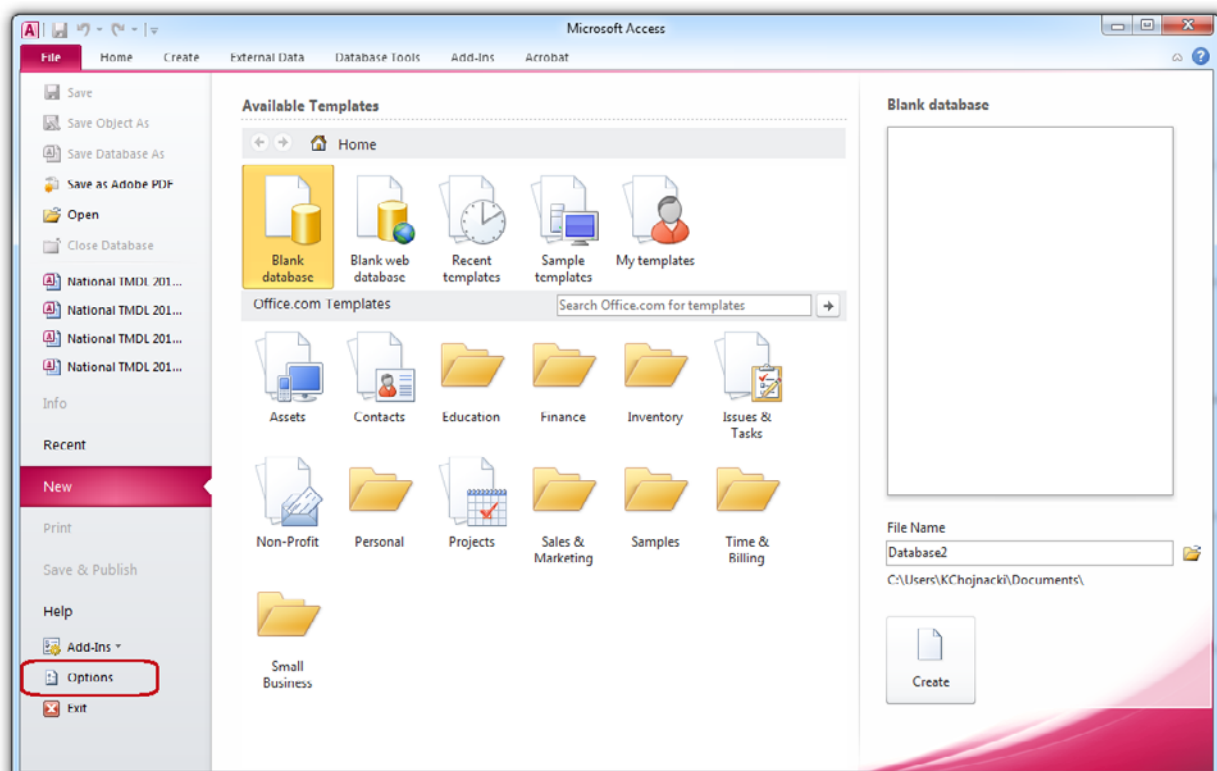 Microsoft Access
File Home Create External Data Database Tools Add-Ins Acrobat
Save
Save Object As
Save Database As
Save as Adobe PDF
Open
Close Database
National TMDL 201...
National TMDL 201...
National TMDL 201...
National TMDL 201...
Info
Recent
New
Print
Save & Publish
Help
Add-Ins
Options
Exit
Available Templates
Home
Blank database
Blank web database
Recent templates
Sample templates
My templates
Office.com Templates
Search Office.com for templates
Assets
Contacts
Education
Finance
Inventory
Issues & Tasks
Non-Profit
Personal
Projects
Sales & Marketing
Samples
Time & Billing
Small Business
Blank database
File Name
Database2
C:\Users\KChojnacki\Documents\
Create